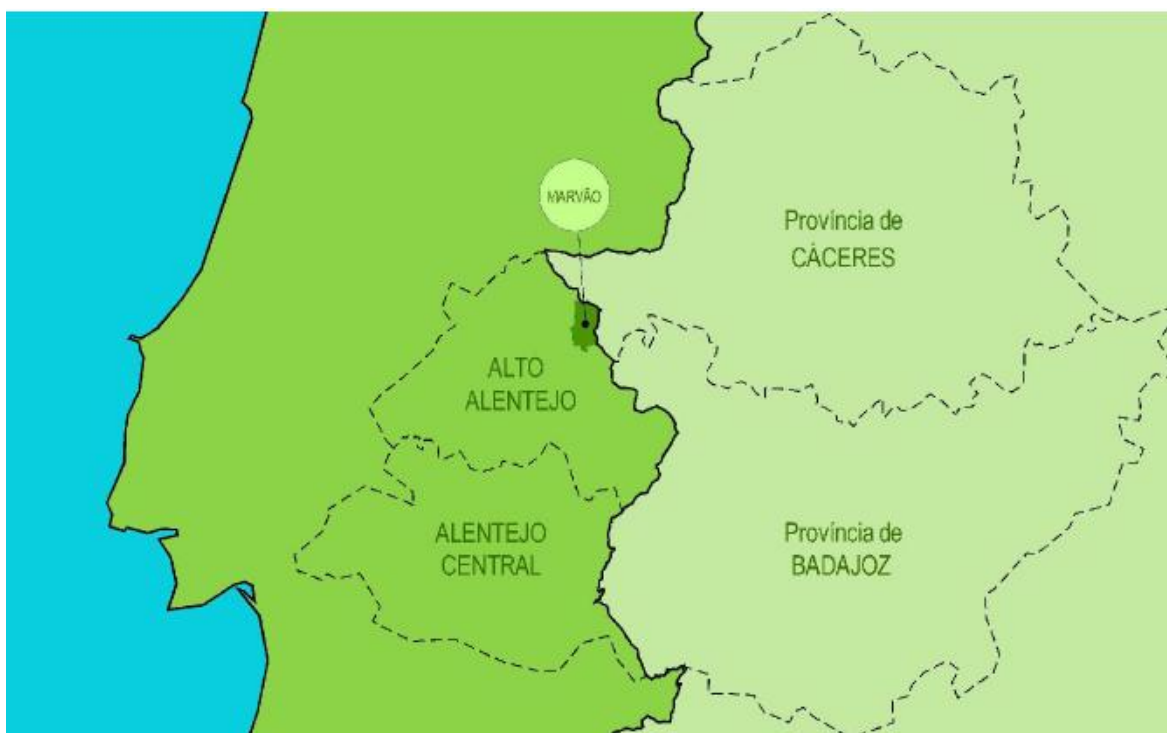 MARVÃO
Província de
CÁCERES
ALTO
ALENTEJO
ALENTEJO
CENTRAL
Província de
BADAJOZ